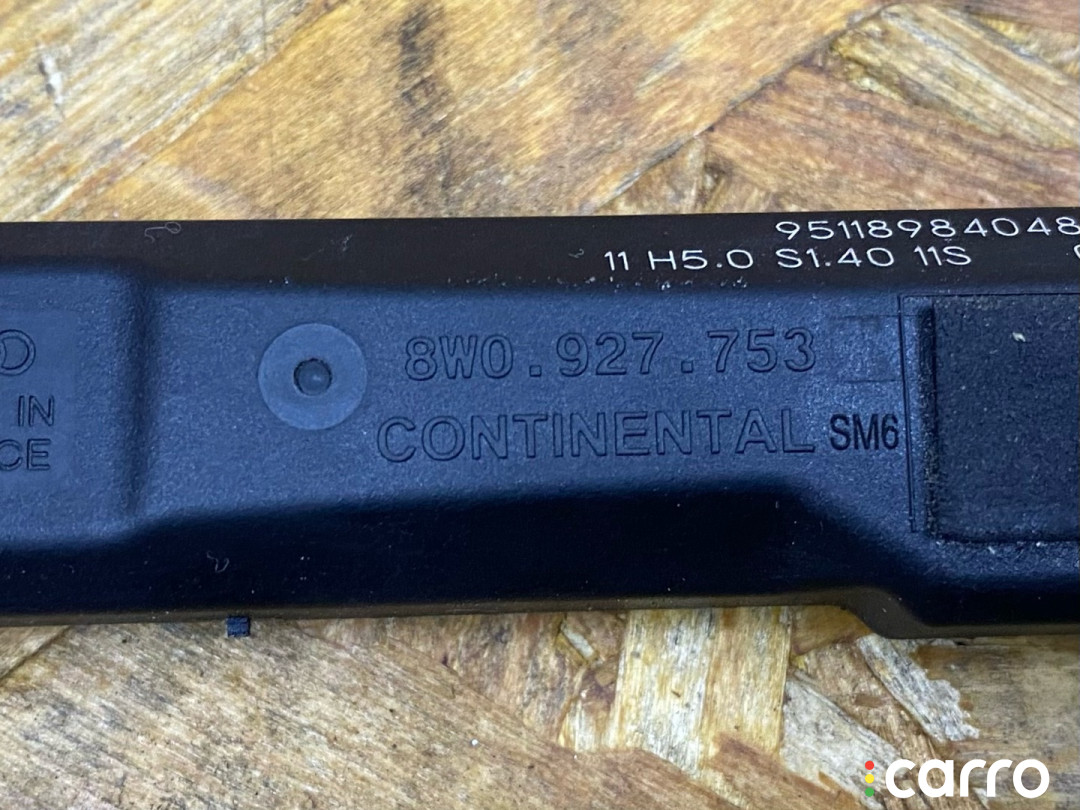 95118984048
11 H5.0 S1.40 11S
8W0.927.753
CONTINENTAL SM6
IN
CE
carro